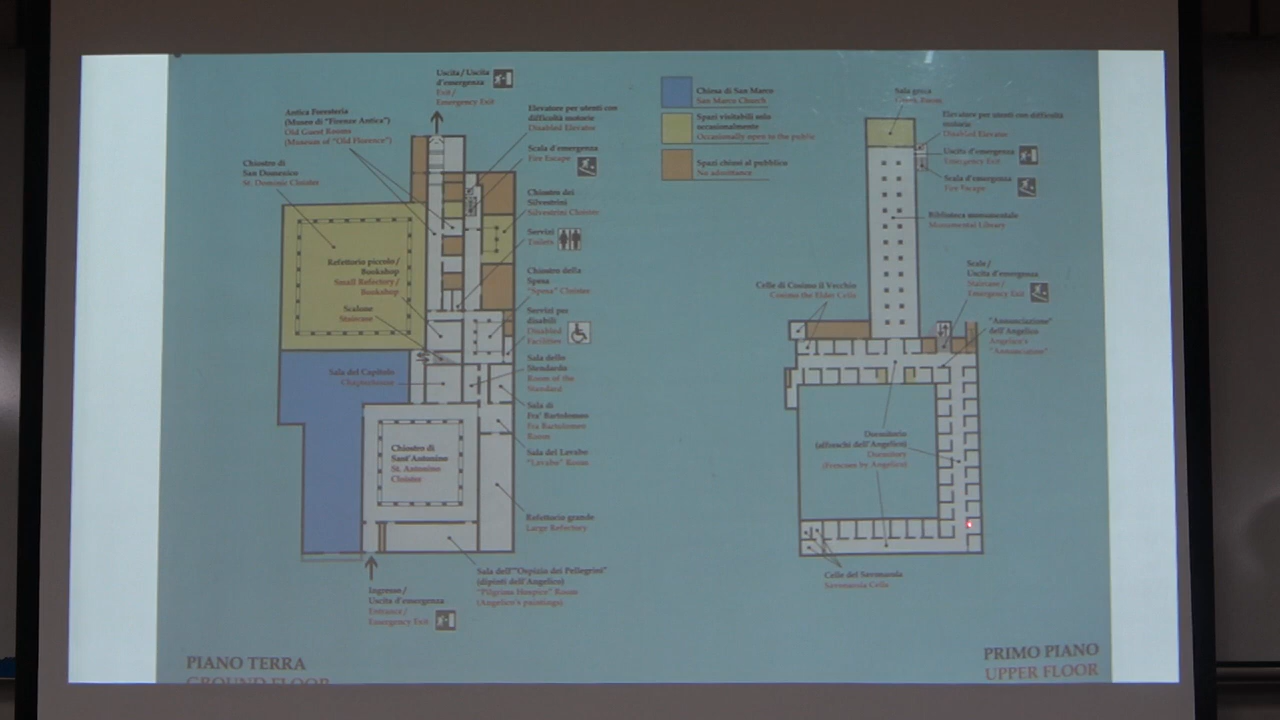 Uscita / Uscita
d'emergenza
Exit /
Emergency Exit
Antica Foresteria
(Museo di "Firenze Antica")
Old Guest Rooms
(Museum of "Old Florence")
Chiostro di
San Domenico
St. Dominic Cloister
Elevatore per utenti con
difficoltà motorie
Disabled Elevator
Scala d'emergenza
Fire Escape
Chiostro dei
Silvestrini
Silvestrini Cloister
Servizi
Toilets
Refettorio piccolo /
Bookshop
Small Refectory /
Bookshop
Chiostro della
Spesa
"Spesa" Cloister
Scalone
Staircase
Servizi per
disabili
Disabled
Facilities
Sala del Capitolo
Chapterhouse
Sala dello
Stendardo
Room of the
Standard
Sala di
Fra' Bartolomeo
Fra Bartolomeo
Room
Chiostro di
Sant'Antonino
St. Antonino
Cloister
Sala del Lavabo
"Lavabo" Room
Refettorio grande
Large Refectory
Sala dell'"Ospizio dei Pellegrini"
(dipinti dell'Angelico)
"Pilgrims Hospice" Room
(Angelico's paintings)
Ingresso /
Uscita d'emergenza
Entrance /
Emergency Exit
PIANO TERRA
GROUND FLOOR
Chiesa di San Marco
San Marco Church
Spazi visitabili solo
occasionalmente
Occasionally open to the public
Spazi chiusi al pubblico
No admittance
Sala greca
Greek Room
Elevatore per utenti con difficoltà
motorie
Disabled Elevator
Uscita d'emergenza
Emergency Exit
Scala d'emergenza
Fire Escape
Biblioteca monumentale
Monumental Library
Scale /
Uscita d'emergenza
Staircase /
Emergency Exit
Celle di Cosimo il Vecchio
Cosimo the Elder Cells
"Annunciazione"
dell'Angelico
Angelico's
"Annunciation"
Dormitorio
(affreschi dell'Angelico)
Dormitory
(Frescoes by Angelico)
Celle del Savonarola
Savonarola Cells
PRIMO PIANO
UPPER FLOOR